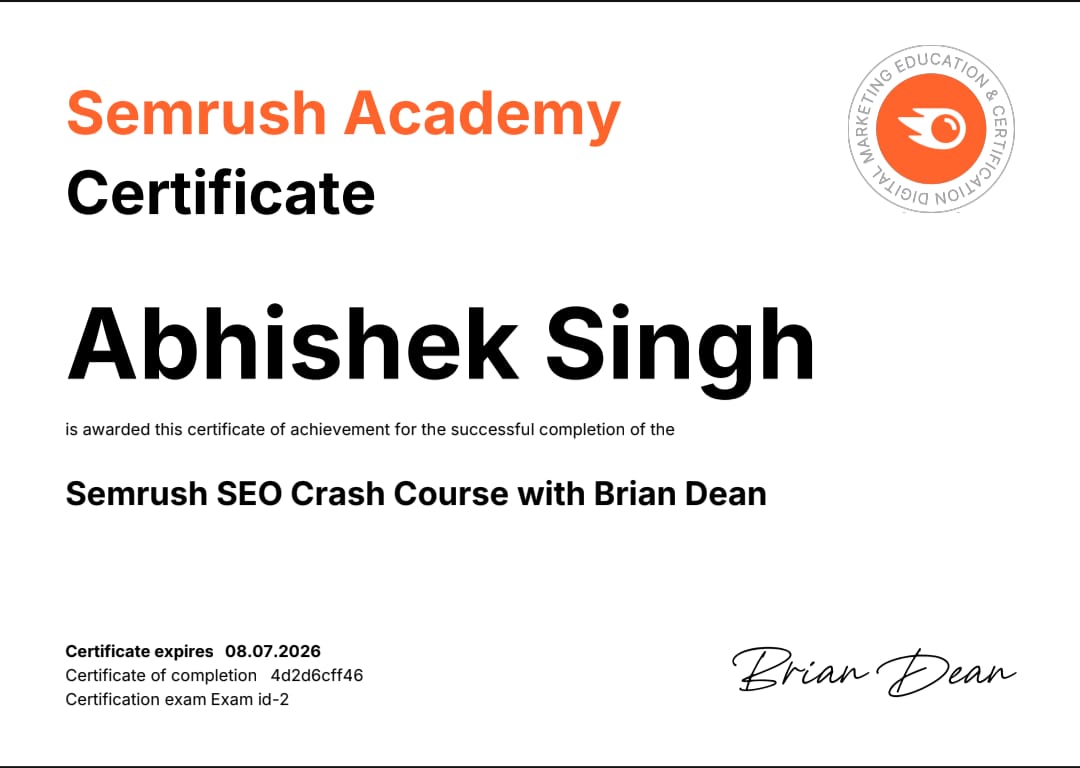 Semrush Academy
Certificate
DIGITAL MARKETING EDUCATION & CERTIFICATION
Abhishek Singh
is awarded this certificate of achievement for the successful completion of the
Semrush SEO Crash Course with Brian Dean
Certificate expires 08.07.2026
Certificate of completion 4d2d6cff46
Certification exam Exam id-2
Brian Dean